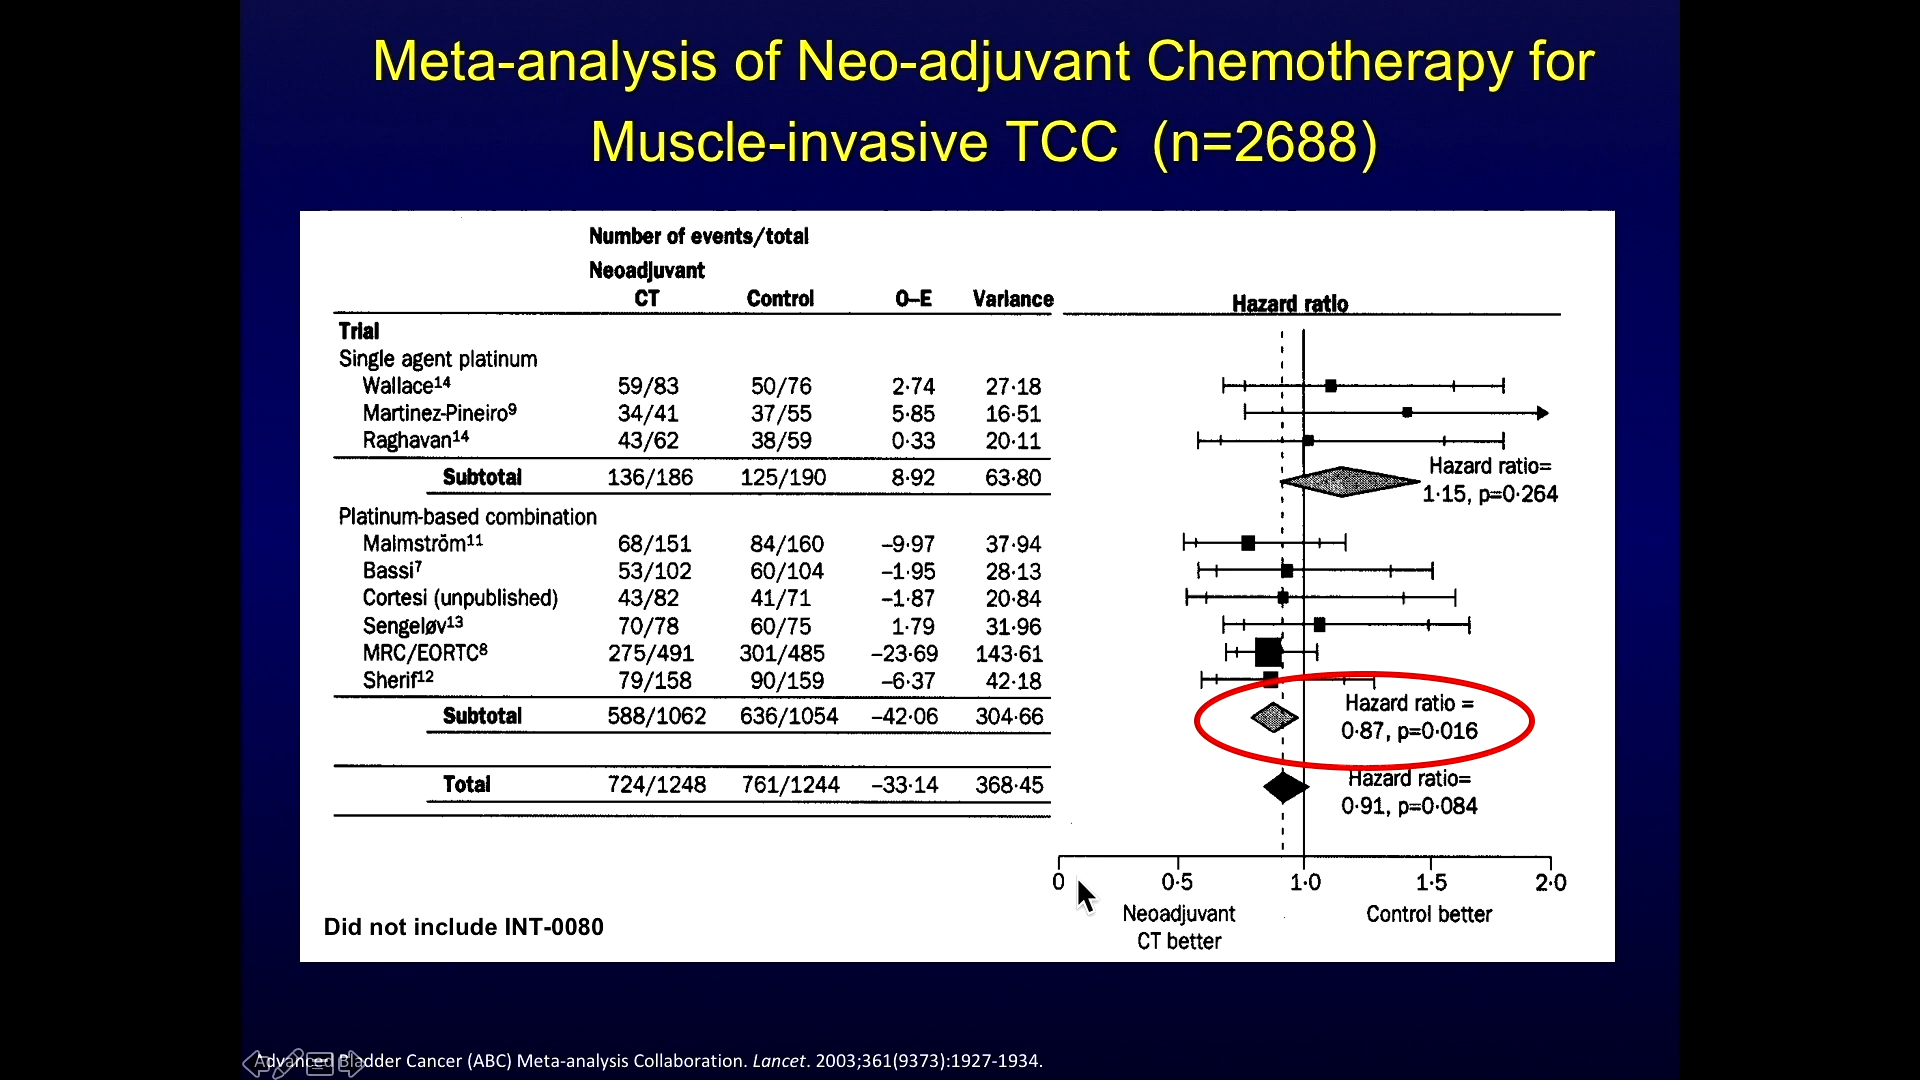 Meta-analysis of Neo-adjuvant Chemotherapy for
Muscle-invasive TCC (n=2688)
Number of events/total
Neoadjuvant
CT Control O–E Variance Hazard ratio
Trial
Single agent platinum
Wallace¹⁴ 59/83 50/76 2·74 27·18
Martinez-Pineiro⁹ 34/41 37/55 5·85 16·51
Raghavan¹⁴ 43/62 38/59 0·33 20·11
Subtotal 136/186 125/190 8·92 63·80
Hazard ratio=
1·15, p=0·264
Platinum-based combination
Malmström¹¹ 68/151 84/160 –9·97 37·94
Bassi⁷ 53/102 60/104 –1·95 28·13
Cortesi (unpublished) 43/82 41/71 –1·87 20·84
Sengeløv¹³ 70/78 60/75 1·79 31·96
MRC/EORTC⁸ 275/491 301/485 –23·69 143·61
Sherif¹² 79/158 90/159 –6·37 42·18
Subtotal 588/1062 636/1054 –42·06 304·66
Hazard ratio =
0·87, p=0·016
Total 724/1248 761/1244 –33·14 368·45
Hazard ratio=
0·91, p=0·084
0 0·5 1·0 1·5 2·0
Neoadjuvant
CT better
Control better
Did not include INT-0080
Advanced Bladder Cancer (ABC) Meta-analysis Collaboration. Lancet. 2003;361(9373):1927-1934.